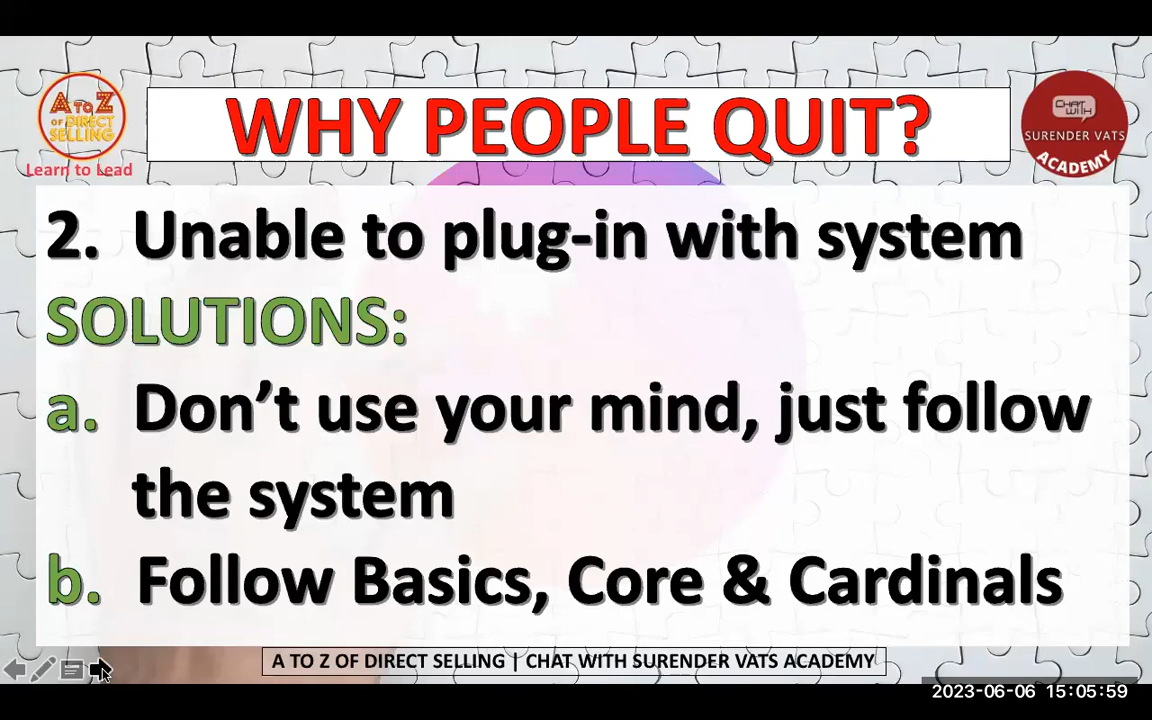 A TO Z
OF DIRECT
SELLING
Learn to Lead
WHY PEOPLE QUIT?
CHAT
WITH
SURENDER VATS
ACADEMY
2. Unable to plug-in with system
SOLUTIONS:
a. Don’t use your mind, just follow
the system
b. Follow Basics, Core & Cardinals
A TO Z OF DIRECT SELLING | CHAT WITH SURENDER VATS ACADEMY
2023-06-06 15:05:59